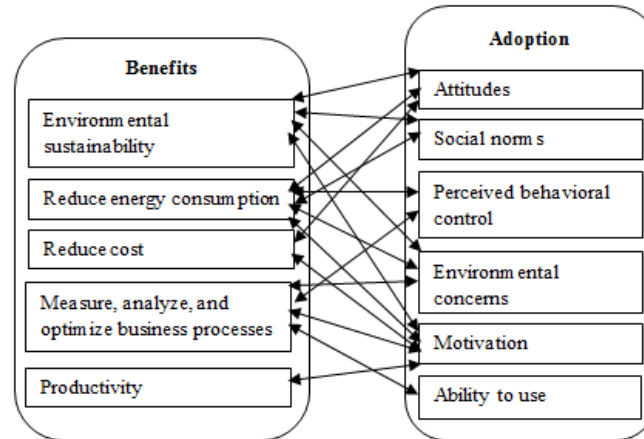 Benefits
Environmental
sustainability
Reduce energy consumption
Reduce cost
Measure, analyze, and
optimize business processes
Productivity
Adoption
Attitudes
Social norms
Perceived behavioral
control
Environmental
concerns
Motivation
Ability to use